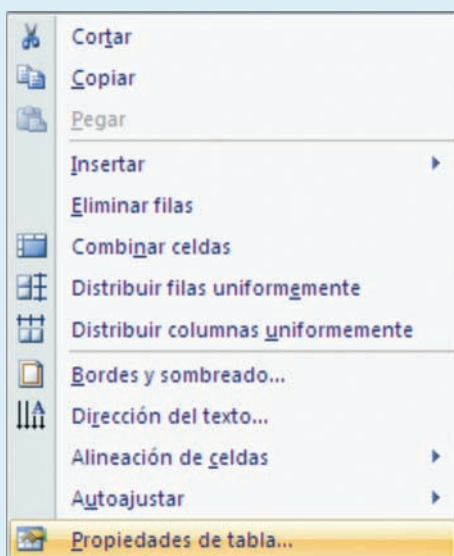 Cortar
Copiar
Pegar
Insertar
Eliminar filas
Combinar celdas
Distribuir filas uniformemente
Distribuir columnas uniformemente
Bordes y sombreado...
Dirección del texto...
Alineación de celdas
Autoajustar
Propiedades de tabla...